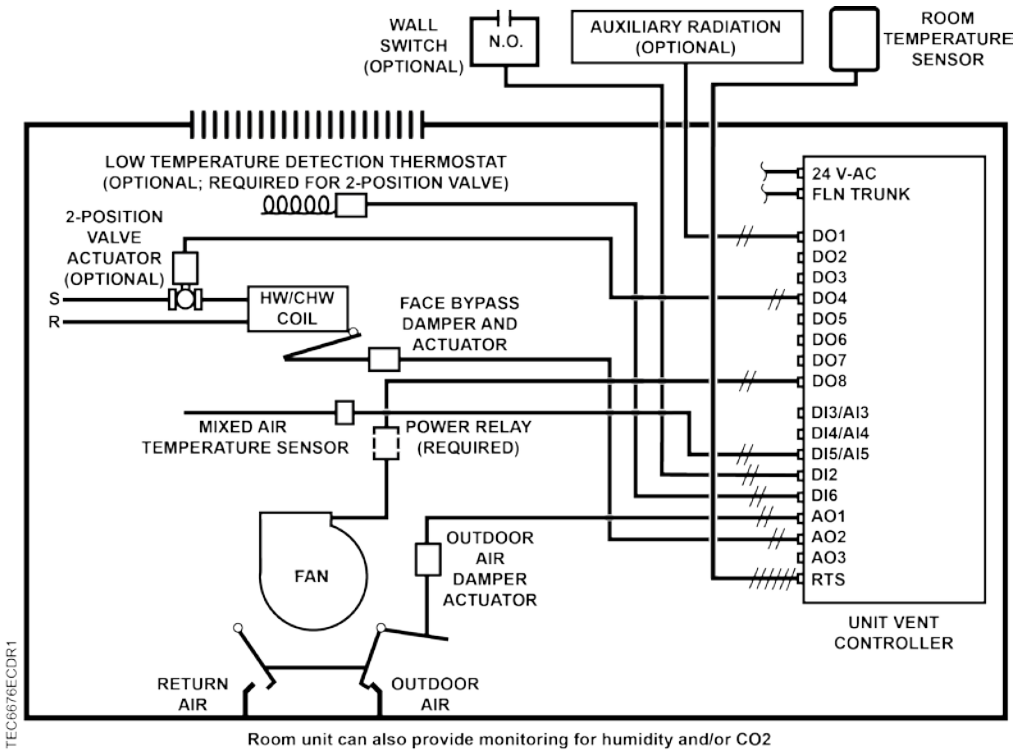 WALL
SWITCH
(OPTIONAL)
N.O.
AUXILIARY RADIATION
(OPTIONAL)
ROOM
TEMPERATURE
SENSOR
LOW TEMPERATURE DETECTION THERMOSTAT
(OPTIONAL; REQUIRED FOR 2-POSITION VALVE)
2-POSITION
VALVE
ACTUATOR
(OPTIONAL)
S
R
HW/CHW
COIL
FACE BYPASS
DAMPER AND
ACTUATOR
MIXED AIR
TEMPERATURE SENSOR
POWER RELAY
(REQUIRED)
FAN
OUTDOOR
AIR
DAMPER
ACTUATOR
RETURN
AIR
OUTDOOR
AIR
24 V-AC
FLN TRUNK
DO1
DO2
DO3
DO4
DO5
DO6
DO7
DO8
DI3/AI3
DI4/AI4
DI5/AI5
DI2
DI6
AO1
AO2
AO3
RTS
UNIT VENT
CONTROLLER
TEC6676ECDR1
Room unit can also provide monitoring for humidity and/or CO2